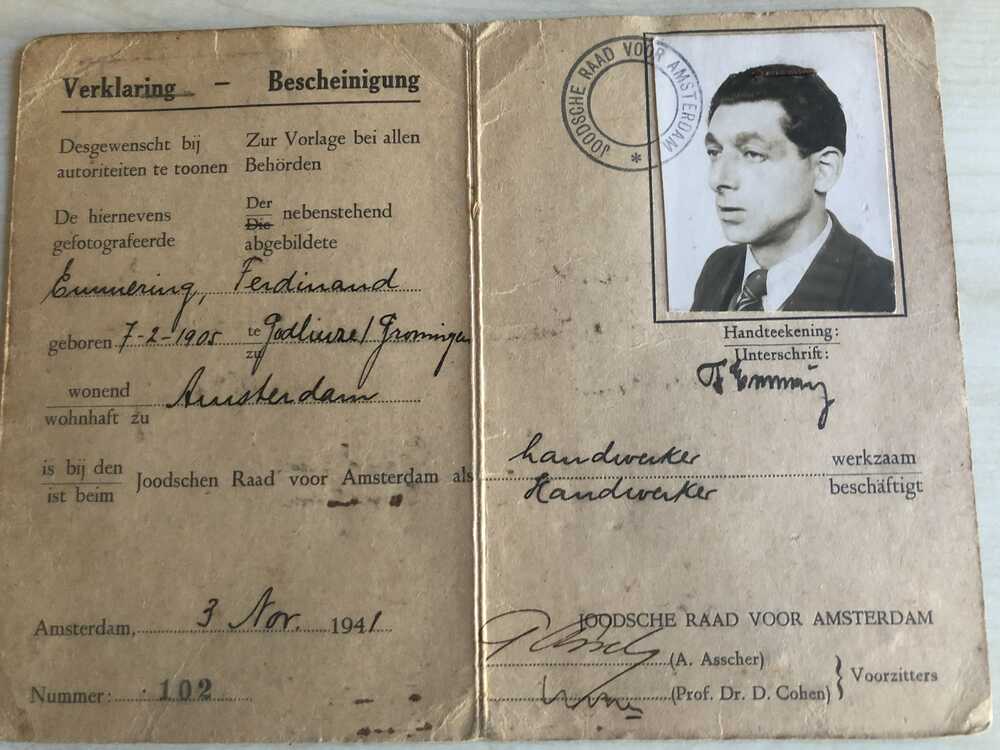 Verklaring – Bescheinigung
Desgewenscht bij autoriteiten te toonen
Zur Vorlage bei allen Behörden
De hiernevens gefotografeerde
Der
Die
nebenstehend abgebildete
Emmering, Ferdinand
geboren 7-2-1905 te
zu
Godlinze / Groningen
wonend
wohnhaft zu
Amsterdam
is bij den
ist beim
Joodschen Raad voor Amsterdam als
Amsterdam, 3 Nov. 1941
Nummer: 102
JOODSCHE RAAD VOOR AMSTERDAM *
Handteekening:
Unterschrift:
F Emmering
handwerker werkzaam
Handwerker beschäftigt
JOODSCHE RAAD VOOR AMSTERDAM
(A. Asscher)
(Prof. Dr. D. Cohen)
Voorzitters